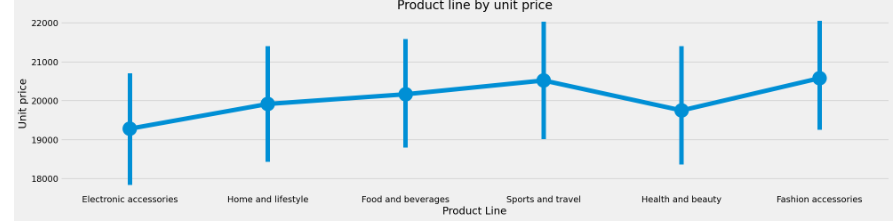 Product line by unit price
22000
21000
20000
19000
18000
Unit price
Electronic accessories Home and lifestyle Food and beverages Sports and travel Health and beauty Fashion accessories
Product Line